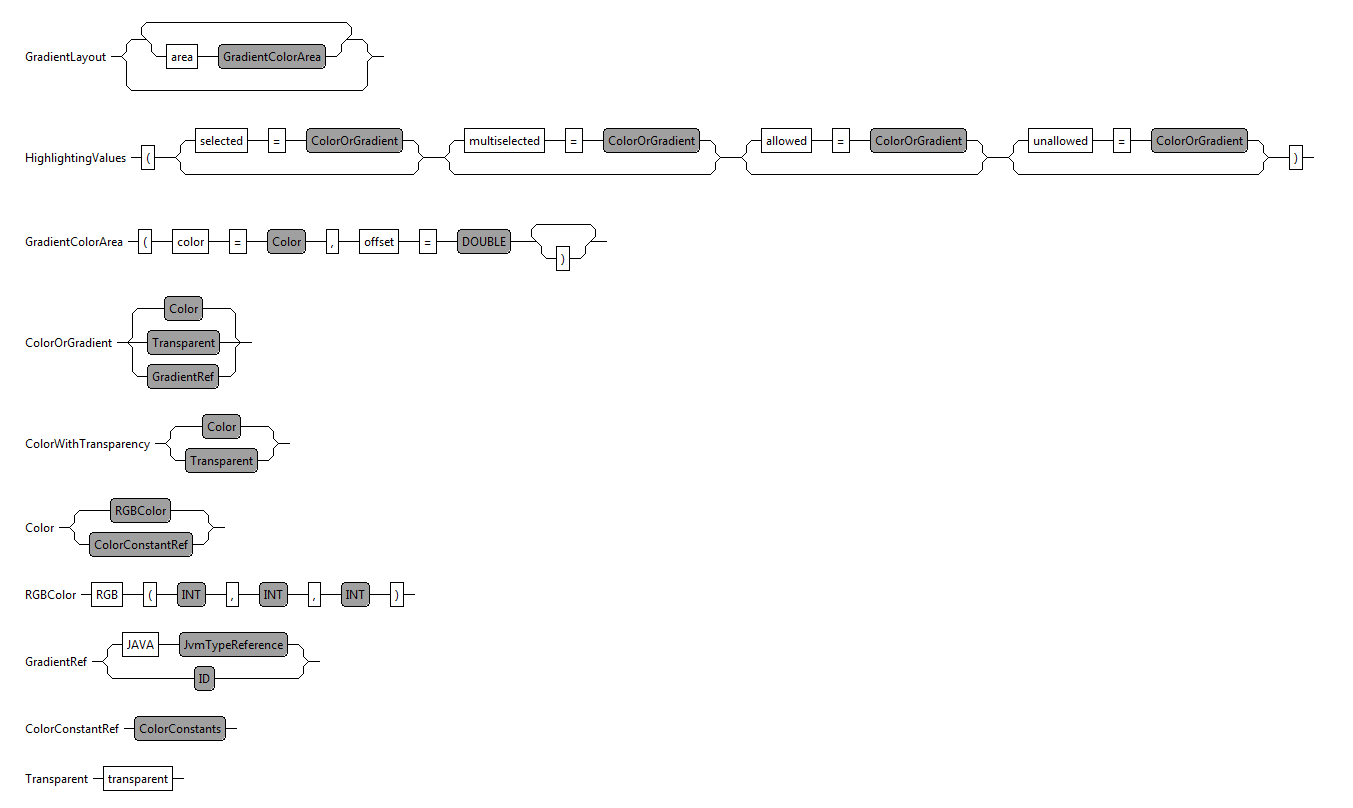 GradientLayout area GradientColorArea
HighlightingValues ( selected = ColorOrGradient multiselected = ColorOrGradient allowed = ColorOrGradient unallowed = ColorOrGradient )
GradientColorArea ( color = Color , offset = DOUBLE )
ColorOrGradient Color Transparent GradientRef
ColorWithTransparency Color Transparent
Color RGBColor ColorConstantRef
RGBColor RGB ( INT , INT , INT )
GradientRef JAVA JvmTypeReference ID
ColorConstantRef ColorConstants
Transparent transparent